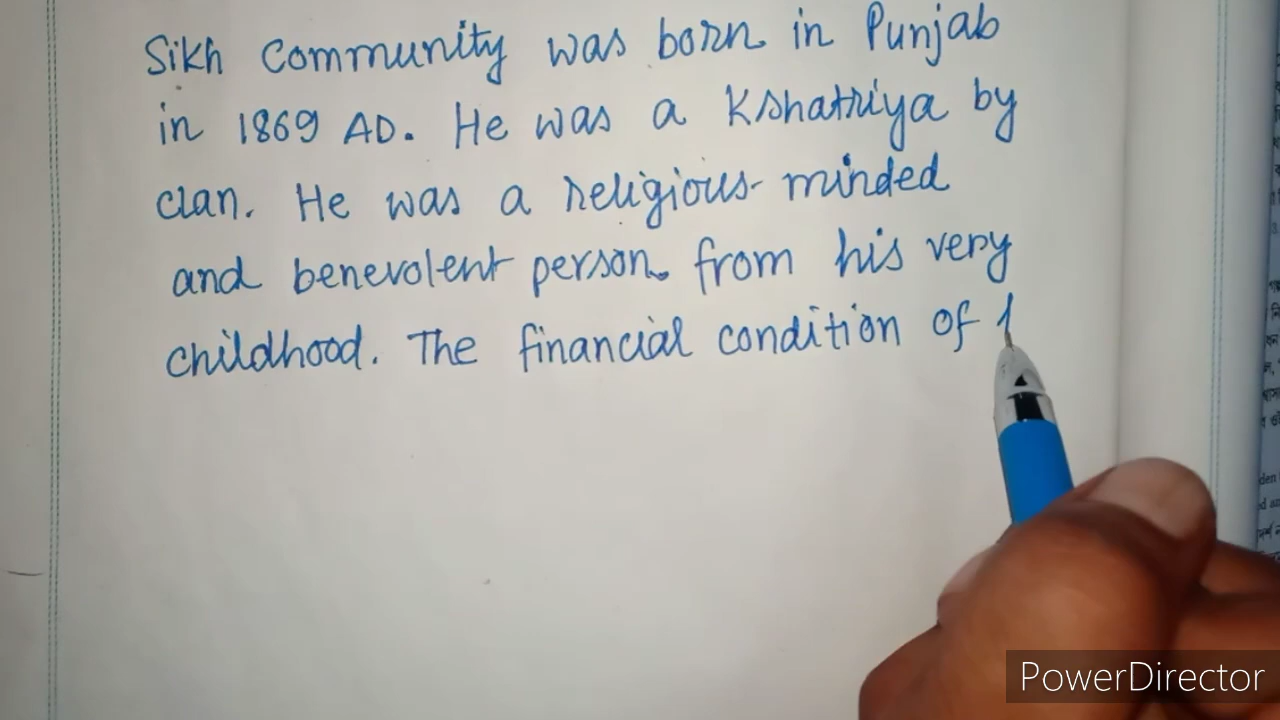 Sikh Community was born in Punjab
in 1869 AD. He was a Kshatriya by
clan. He was a religious-minded
and benevolent person from his very
childhood. The financial condition of
PowerDirector